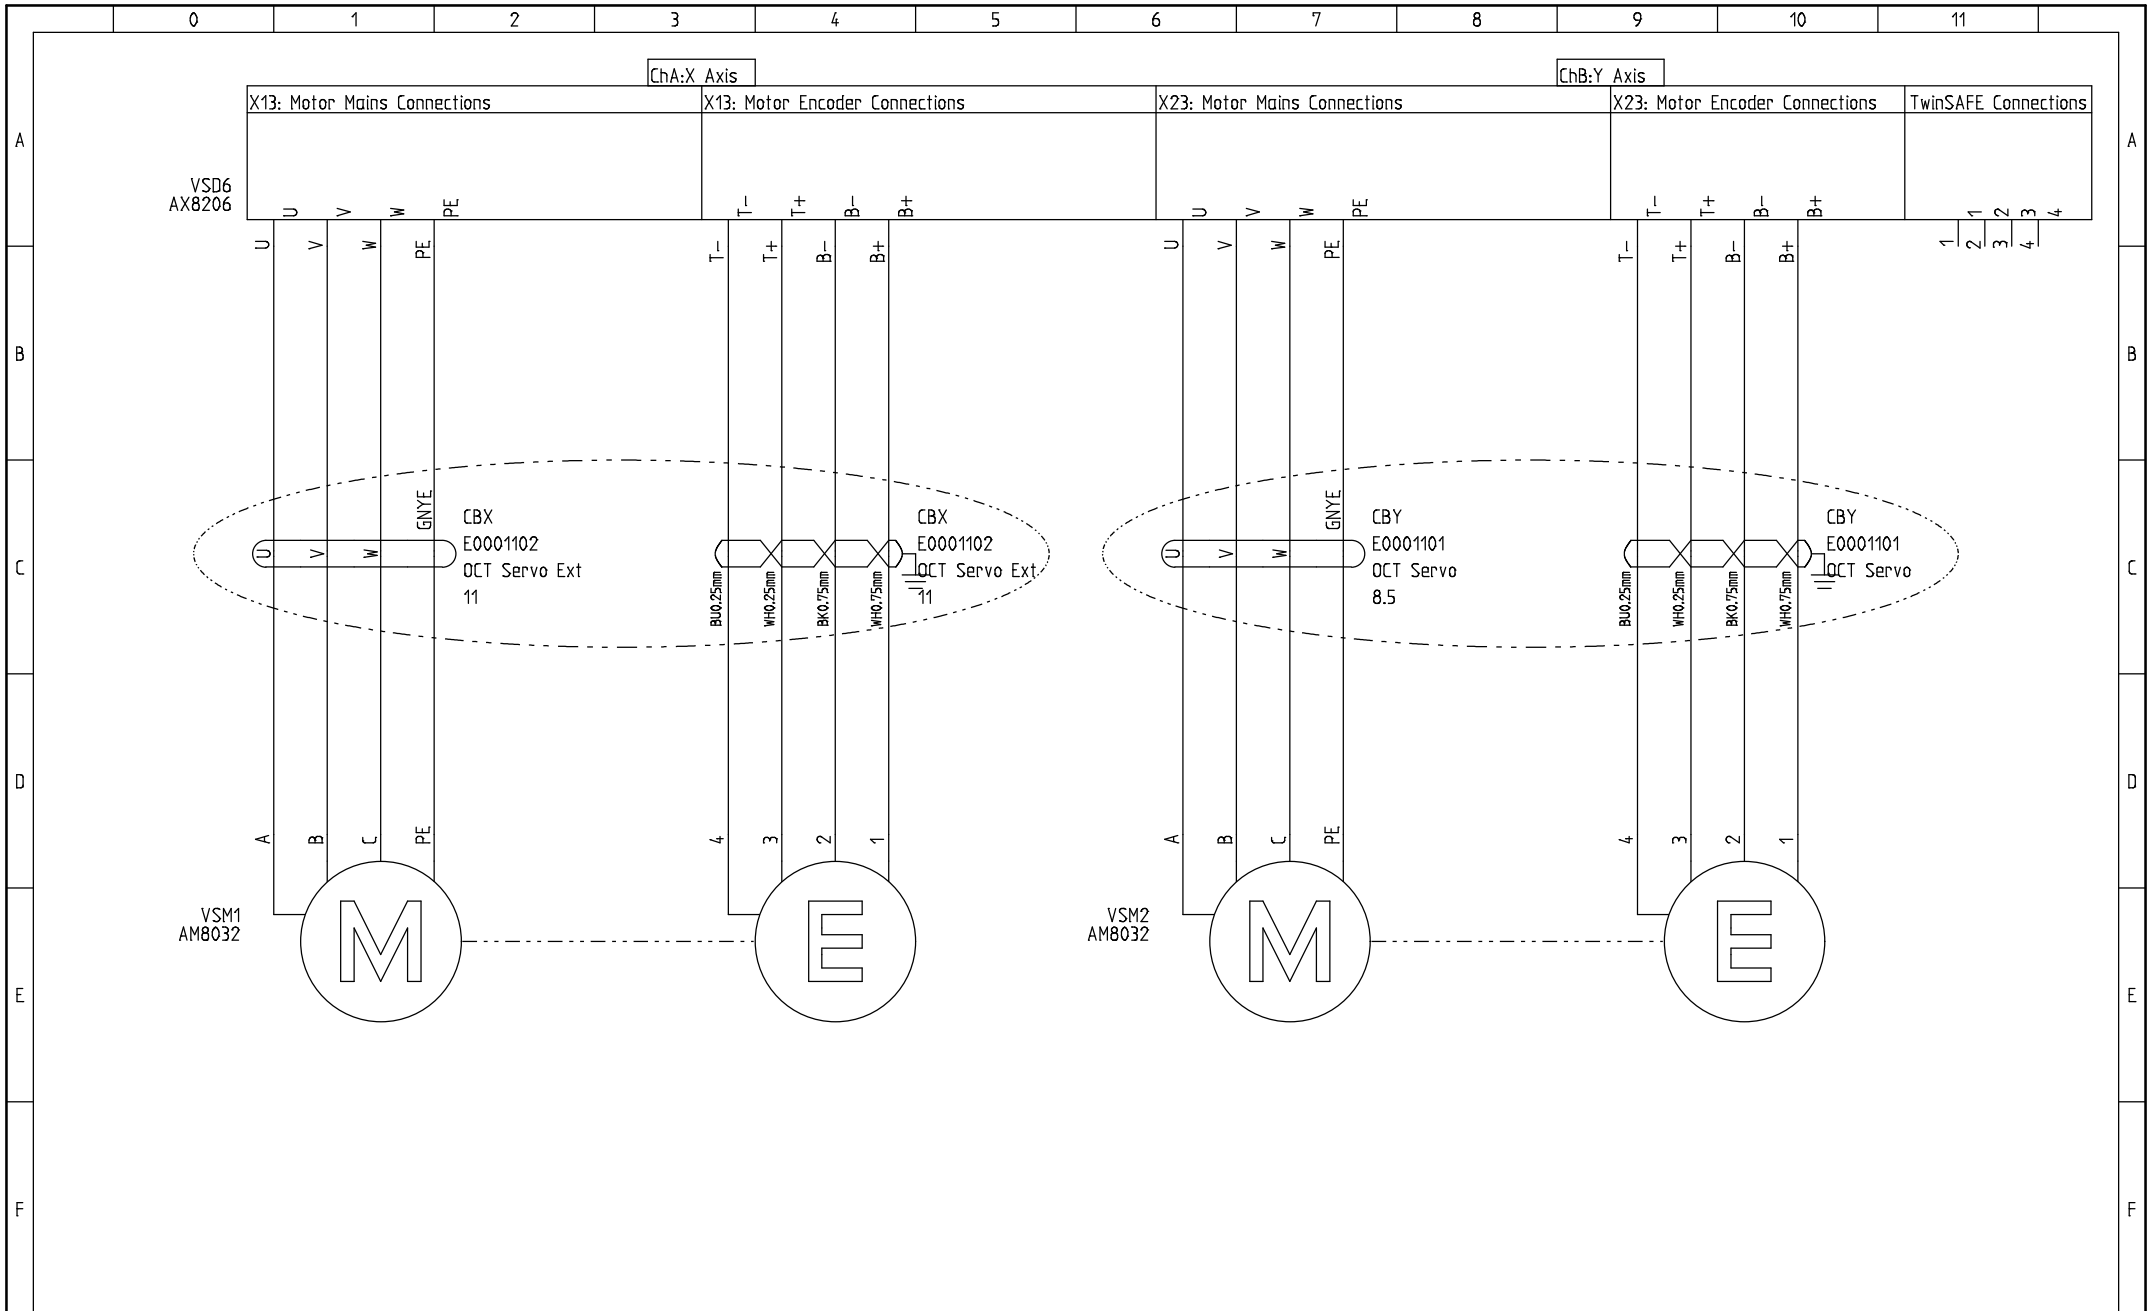 0 1 2 3 4 5 6 7 8 9 10 11
ChA:X Axis
ChB:Y Axis
X13: Motor Mains Connections
X13: Motor Encoder Connections
X23: Motor Mains Connections
X23: Motor Encoder Connections
TwinSAFE Connections
A
A
VSD6
AX8206
U V W PE T- T+ B- B+ U V W PE T- T+ B- B+ 1 2 3 4
U V W PE T- T+ B- B+ U V W PE T- T+ B- B+ 1 2 3 4
B
B
GNYE
GNYE
U V W
CBX
E0001102
OCT Servo Ext
11
BU0.25mm
WH0.25mm
BK0.75mm
WH0.75mm
CBX
E0001102
OCT Servo Ext
11
U V W
CBY
E0001101
OCT Servo
8.5
BU0.25mm
WH0.25mm
BK0.75mm
WH0.75mm
CBY
E0001101
OCT Servo
C
C
D
D
A B C PE 4 3 2 1 A B C PE 4 3 2 1
VSM1
AM8032
M
E
VSM2
AM8032
M
E
E
E
F
F